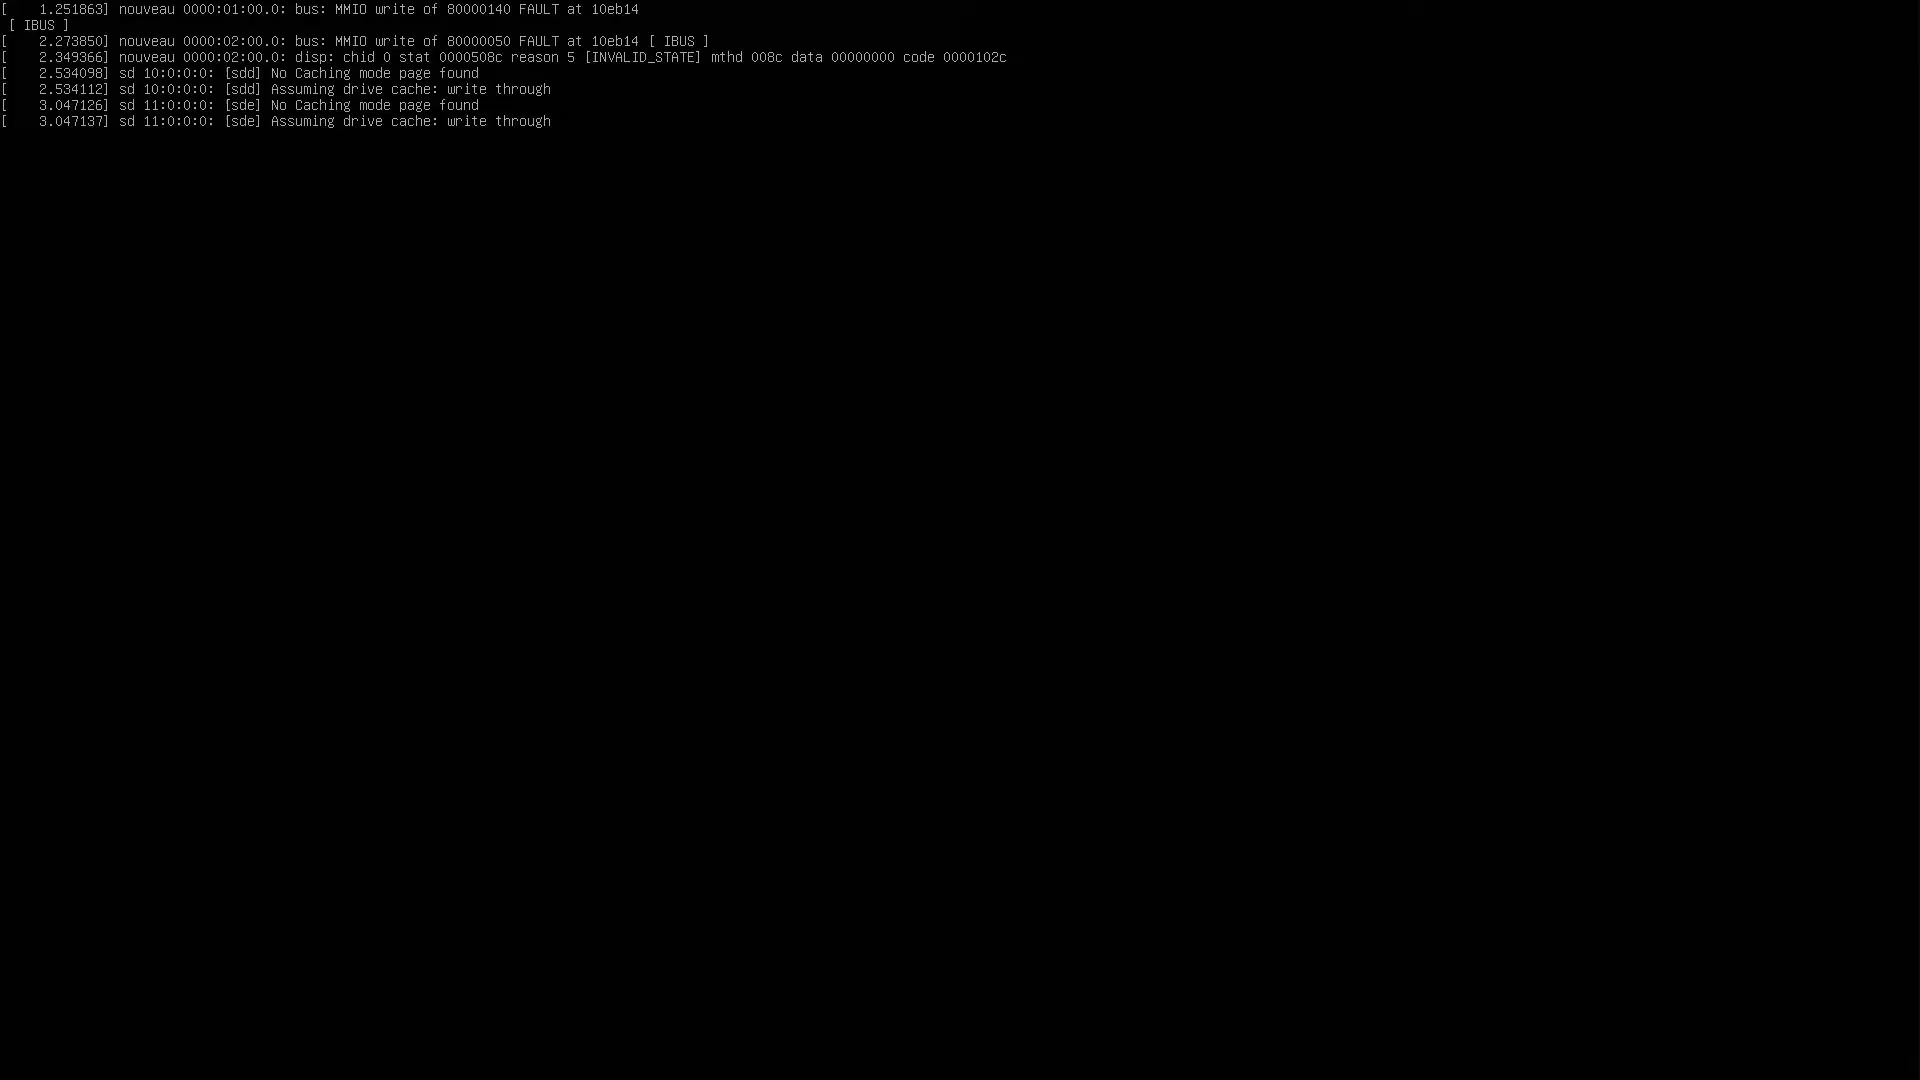 [    1.251863] nouveau 0000:01:00.0: bus: MMIO write of 80000140 FAULT at 10eb14
 [ IBUS ]
[    2.273850] nouveau 0000:02:00.0: bus: MMIO write of 80000050 FAULT at 10eb14 [ IBUS ]
[    2.349366] nouveau 0000:02:00.0: disp: chid 0 stat 0000508c reason 5 [INVALID_STATE] mthd 008c data 00000000 code 0000102c
[    2.534098] sd 10:0:0:0: [sdd] No Caching mode page found
[    2.534112] sd 10:0:0:0: [sdd] Assuming drive cache: write through
[    3.047126] sd 11:0:0:0: [sde] No Caching mode page found
[    3.047137] sd 11:0:0:0: [sde] Assuming drive cache: write through